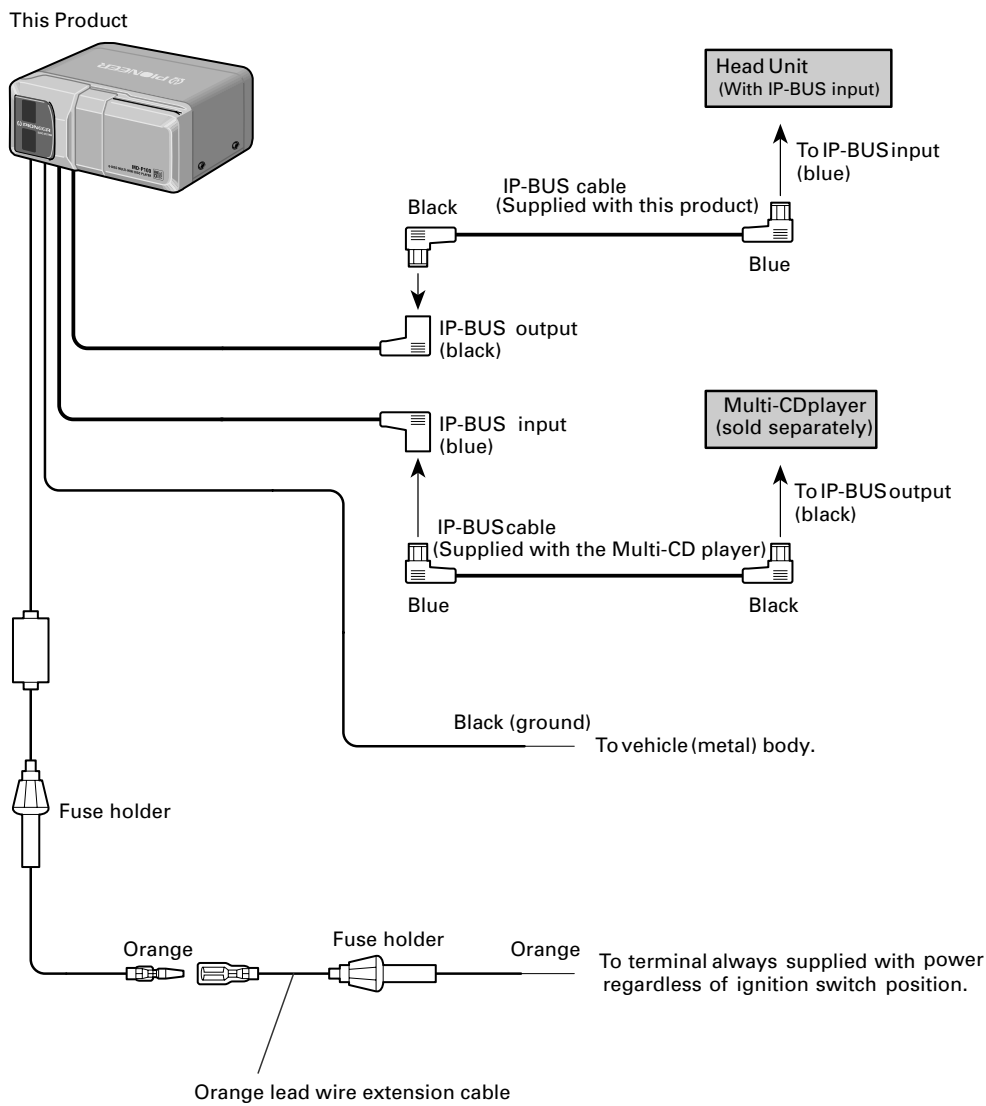 This Product
PIONEER
PIONEER
MD-P100
Head Unit
(With IP-BUS input)
To IP-BUS input
(blue)
IP-BUS cable
(Supplied with this product)
Black
Blue
IP-BUS output
(black)
IP-BUS input
(blue)
Multi-CD player
(sold separately)
To IP-BUS output
(black)
IP-BUS cable
(Supplied with the Multi-CD player)
Blue
Black
Black (ground)
To vehicle (metal) body.
Fuse holder
Orange
Fuse holder
Orange
To terminal always supplied with power
regardless of ignition switch position.
Orange lead wire extension cable